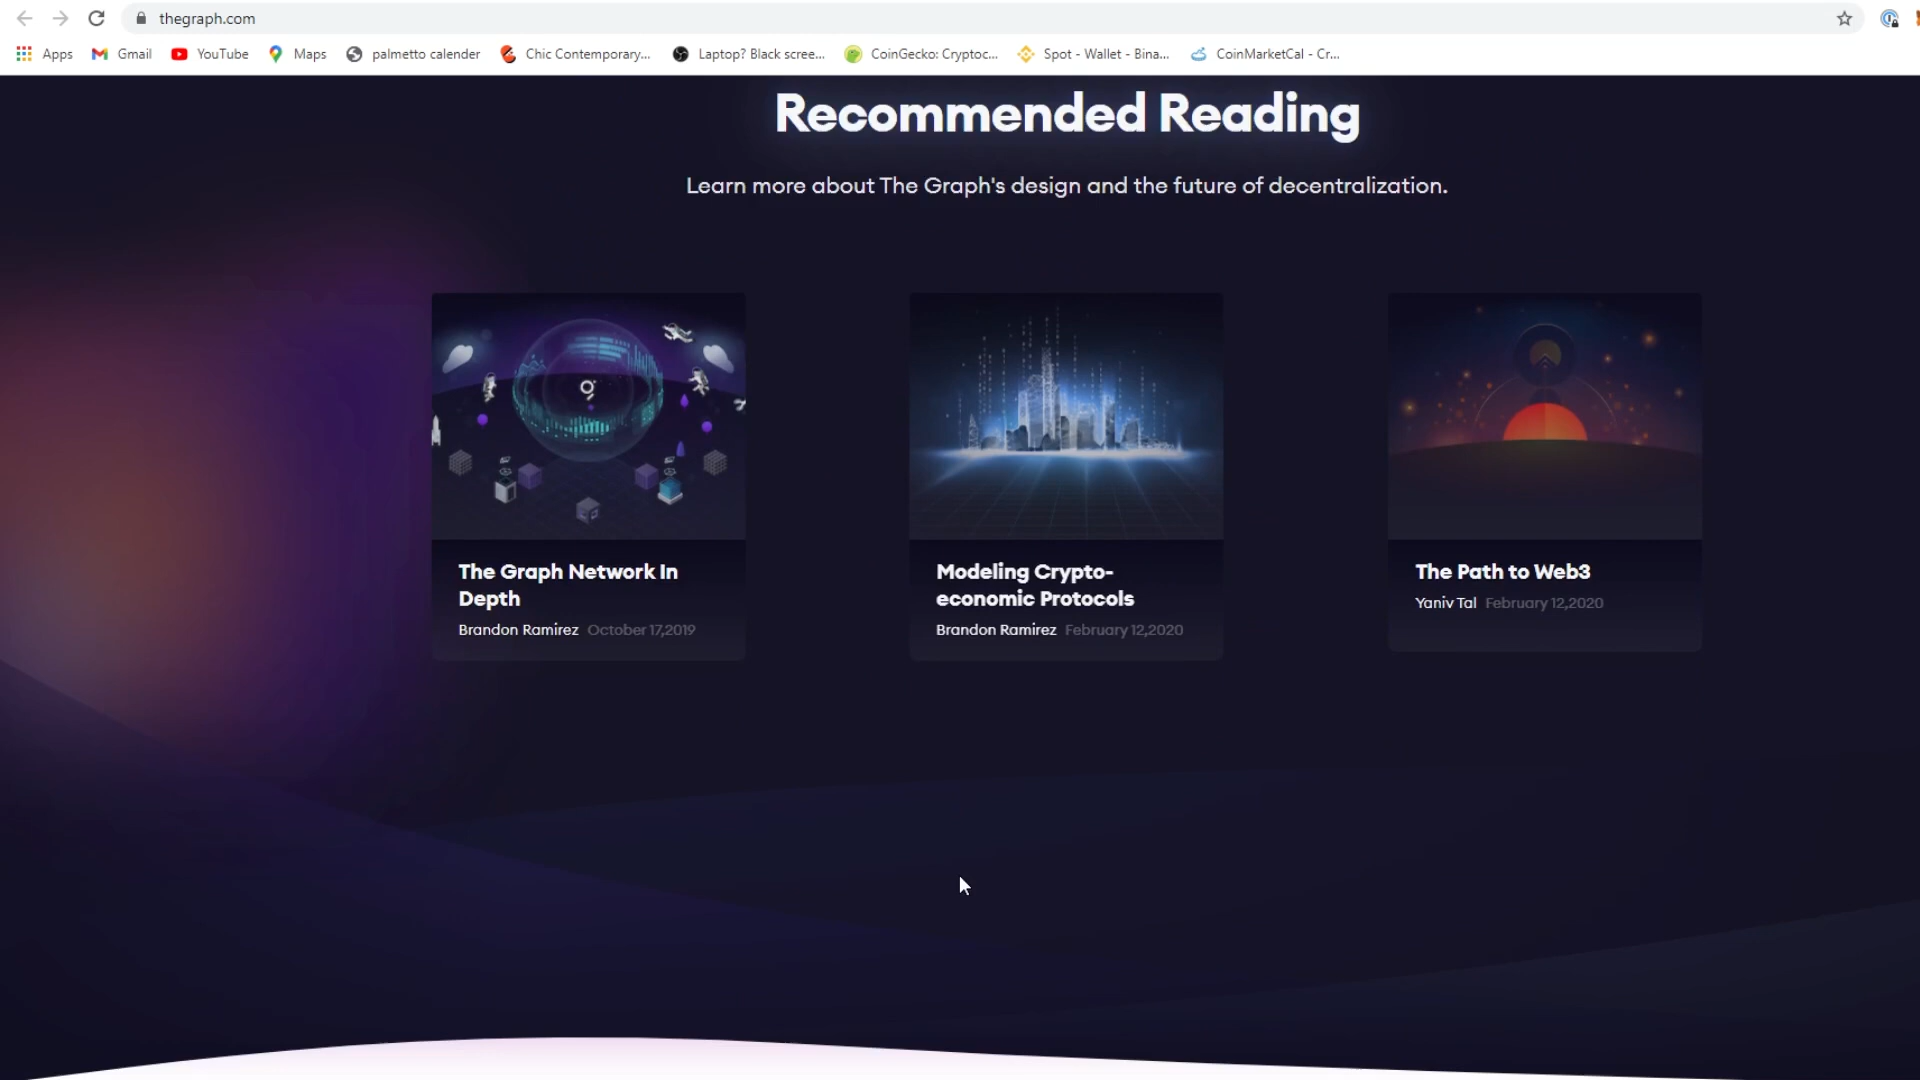 thegraph.com
Apps Gmail YouTube Maps palmetto calender Chic Contemporary... Laptop? Black scree... CoinGecko: Cryptoc... Spot - Wallet - Bina... CoinMarketCal - Cr...
Recommended Reading
Learn more about The Graph's design and the future of decentralization.
The Graph Network In
Depth
Brandon Ramirez October 17,2019
Modeling Crypto-
economic Protocols
Brandon Ramirez February 12,2020
The Path to Web3
Yaniv Tal February 12,2020